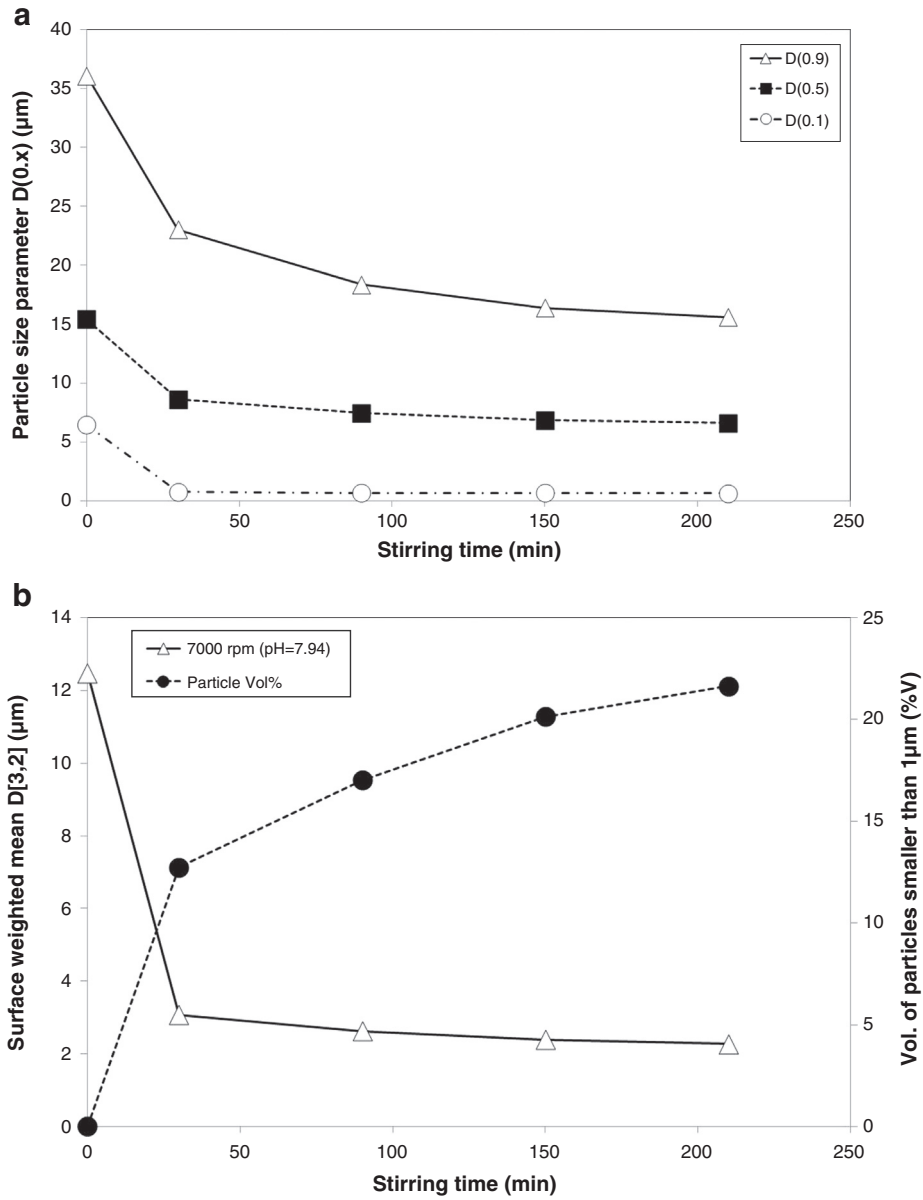 a
40
35
30
25
20
15
10
5
0
Particle size parameter D(0.x) (µm)
D(0.9)
D(0.5)
D(0.1)
0 50 100 150 200 250
Stirring time (min)
b
14
12
10
8
6
4
2
0
Surface weighted mean D[3,2] (µm)
7000 rpm (pH=7.94)
Particle Vol%
25
20
15
10
5
0
Vol. of particles smaller than 1µm (%V)
0 50 100 150 200 250
Stirring time (min)